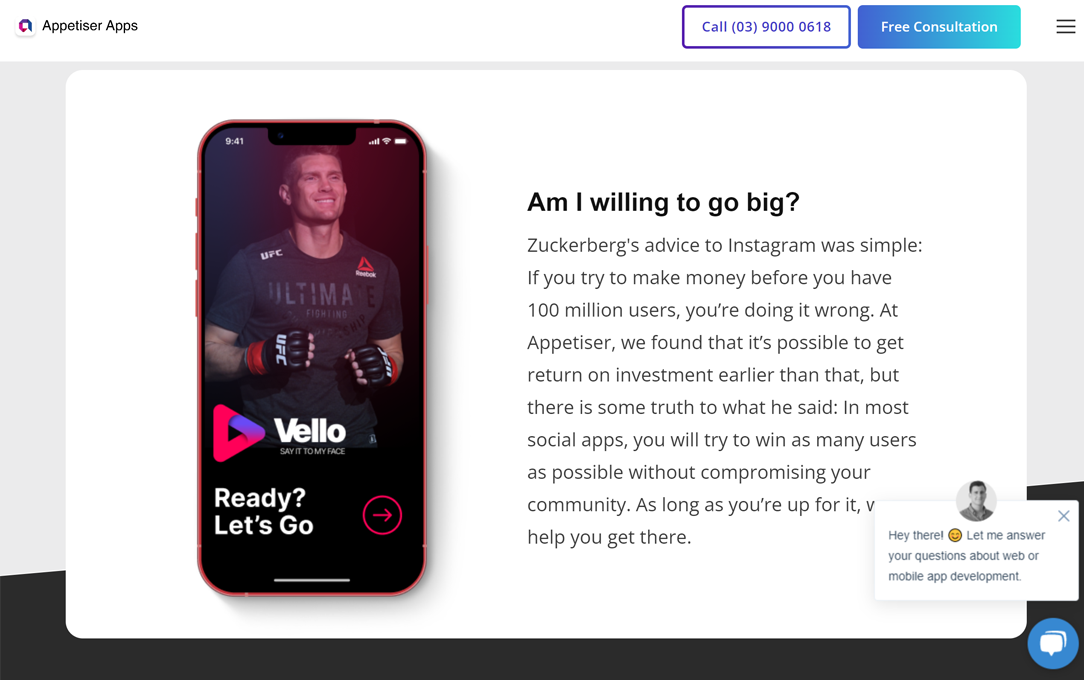 Appetiser Apps
Call (03) 9000 0618
Free Consultation
9:41
UFC
Reebok
ULTIMATE
FIGHTING
UFC
UFC
Vello
SAY IT TO MY FACE
Ready?
Let's Go
Am I willing to go big?
Zuckerberg's advice to Instagram was simple:
If you try to make money before you have
100 million users, you’re doing it wrong. At
Appetiser, we found that it’s possible to get
return on investment earlier than that, but
there is some truth to what he said: In most
social apps, you will try to win as many users
as possible without compromising your
community. As long as you’re up for it,
help you get there.
Hey there! 😊 Let me answer
your questions about web or
mobile app development.